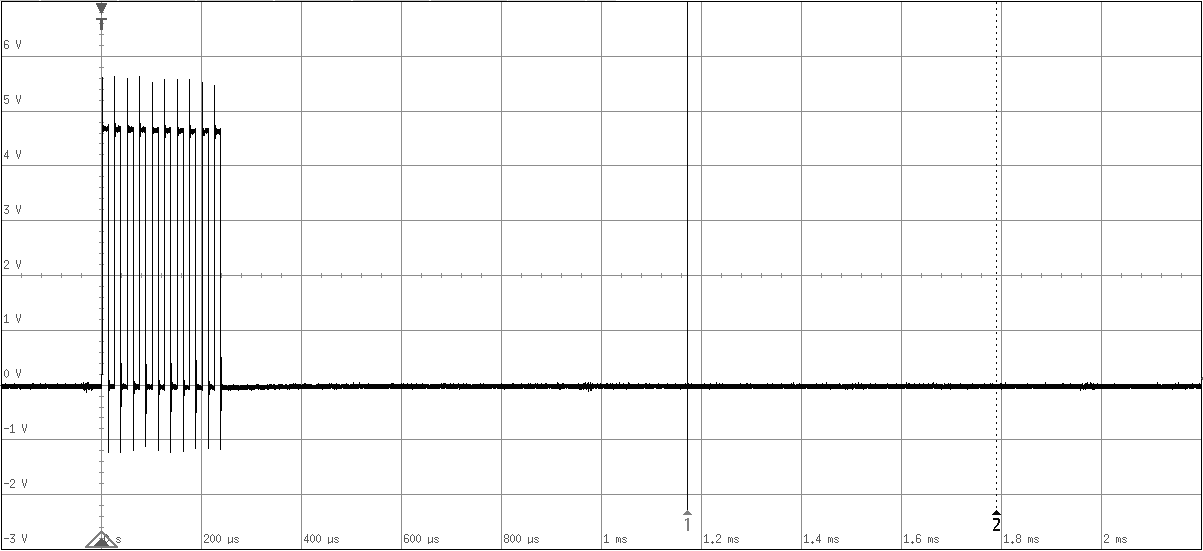 T
6 V
5 V
4 V
3 V
2 V
1 V
0 V
-1 V
-2 V
1
2
-3 V
s
200 µs
400 µs
600 µs
800 µs
1 ms
1.2 ms
1.4 ms
1.6 ms
1.8 ms
2 ms